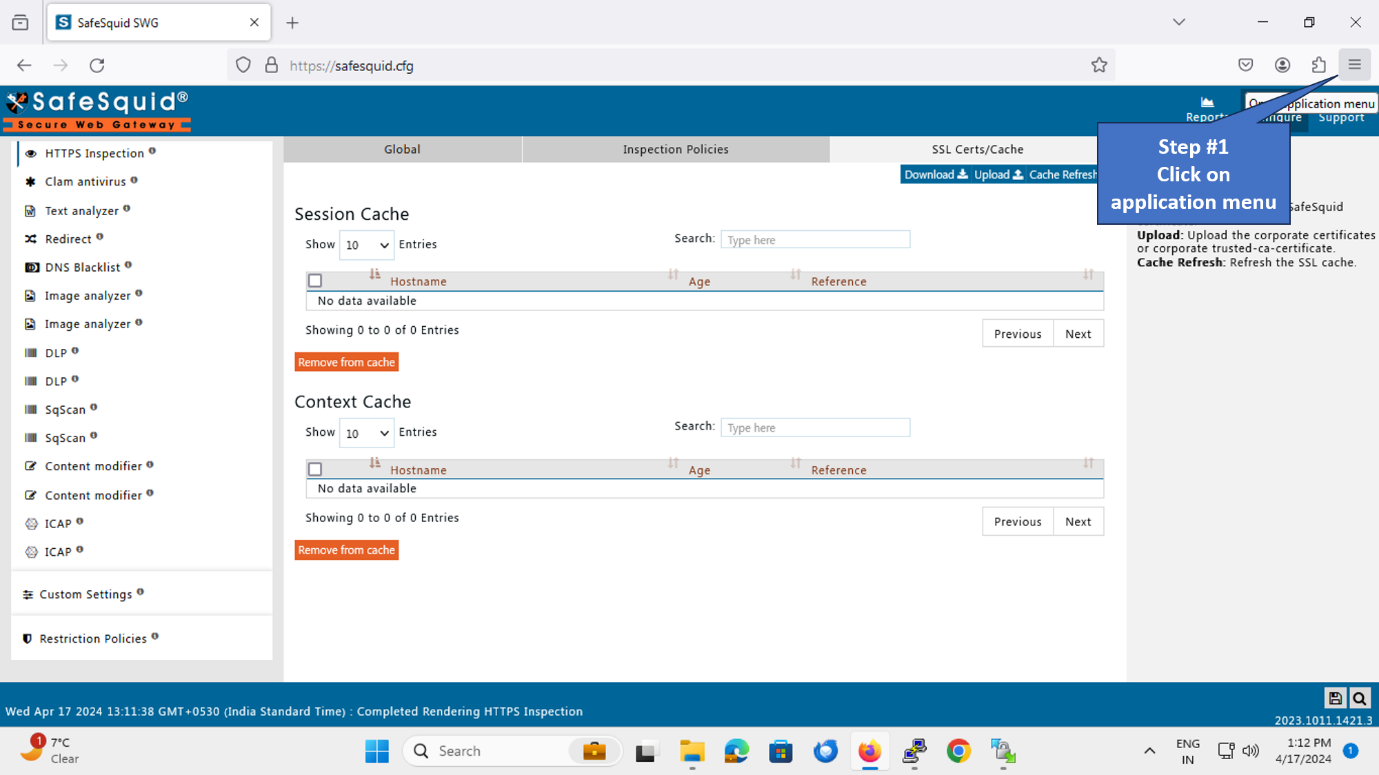 SafeSquid SWG
https://safesquid.cfg
SafeSquid®
Secure Web Gateway
Reports
application menu
Support
Step #1
Click on
application menu
HTTPS Inspection
Clam antivirus
Text analyzer
Redirect
DNS Blacklist
Image analyzer
Image analyzer
DLP
DLP
SqScan
SqScan
Content modifier
Content modifier
ICAP
ICAP
Custom Settings
Restriction Policies
Global
Inspection Policies
SSL Certs/Cache
Download Upload Cache Refresh
Session Cache
Show 10 Entries
Search: Type here
Hostname Age Reference
No data available
Showing 0 to 0 of 0 Entries
Previous Next
Remove from cache
Context Cache
Show 10 Entries
Search: Type here
Hostname Age Reference
No data available
Showing 0 to 0 of 0 Entries
Previous Next
Remove from cache
SafeSquid
Upload: Upload the corporate certificates
or corporate trusted-ca-certificate.
Cache Refresh: Refresh the SSL cache.
Wed Apr 17 2024 13:11:38 GMT+0530 (India Standard Time) : Completed Rendering HTTPS Inspection
2023.1011.1421.3
1
7°C
Clear
Search
ENG
IN
1:12 PM
4/17/2024
1